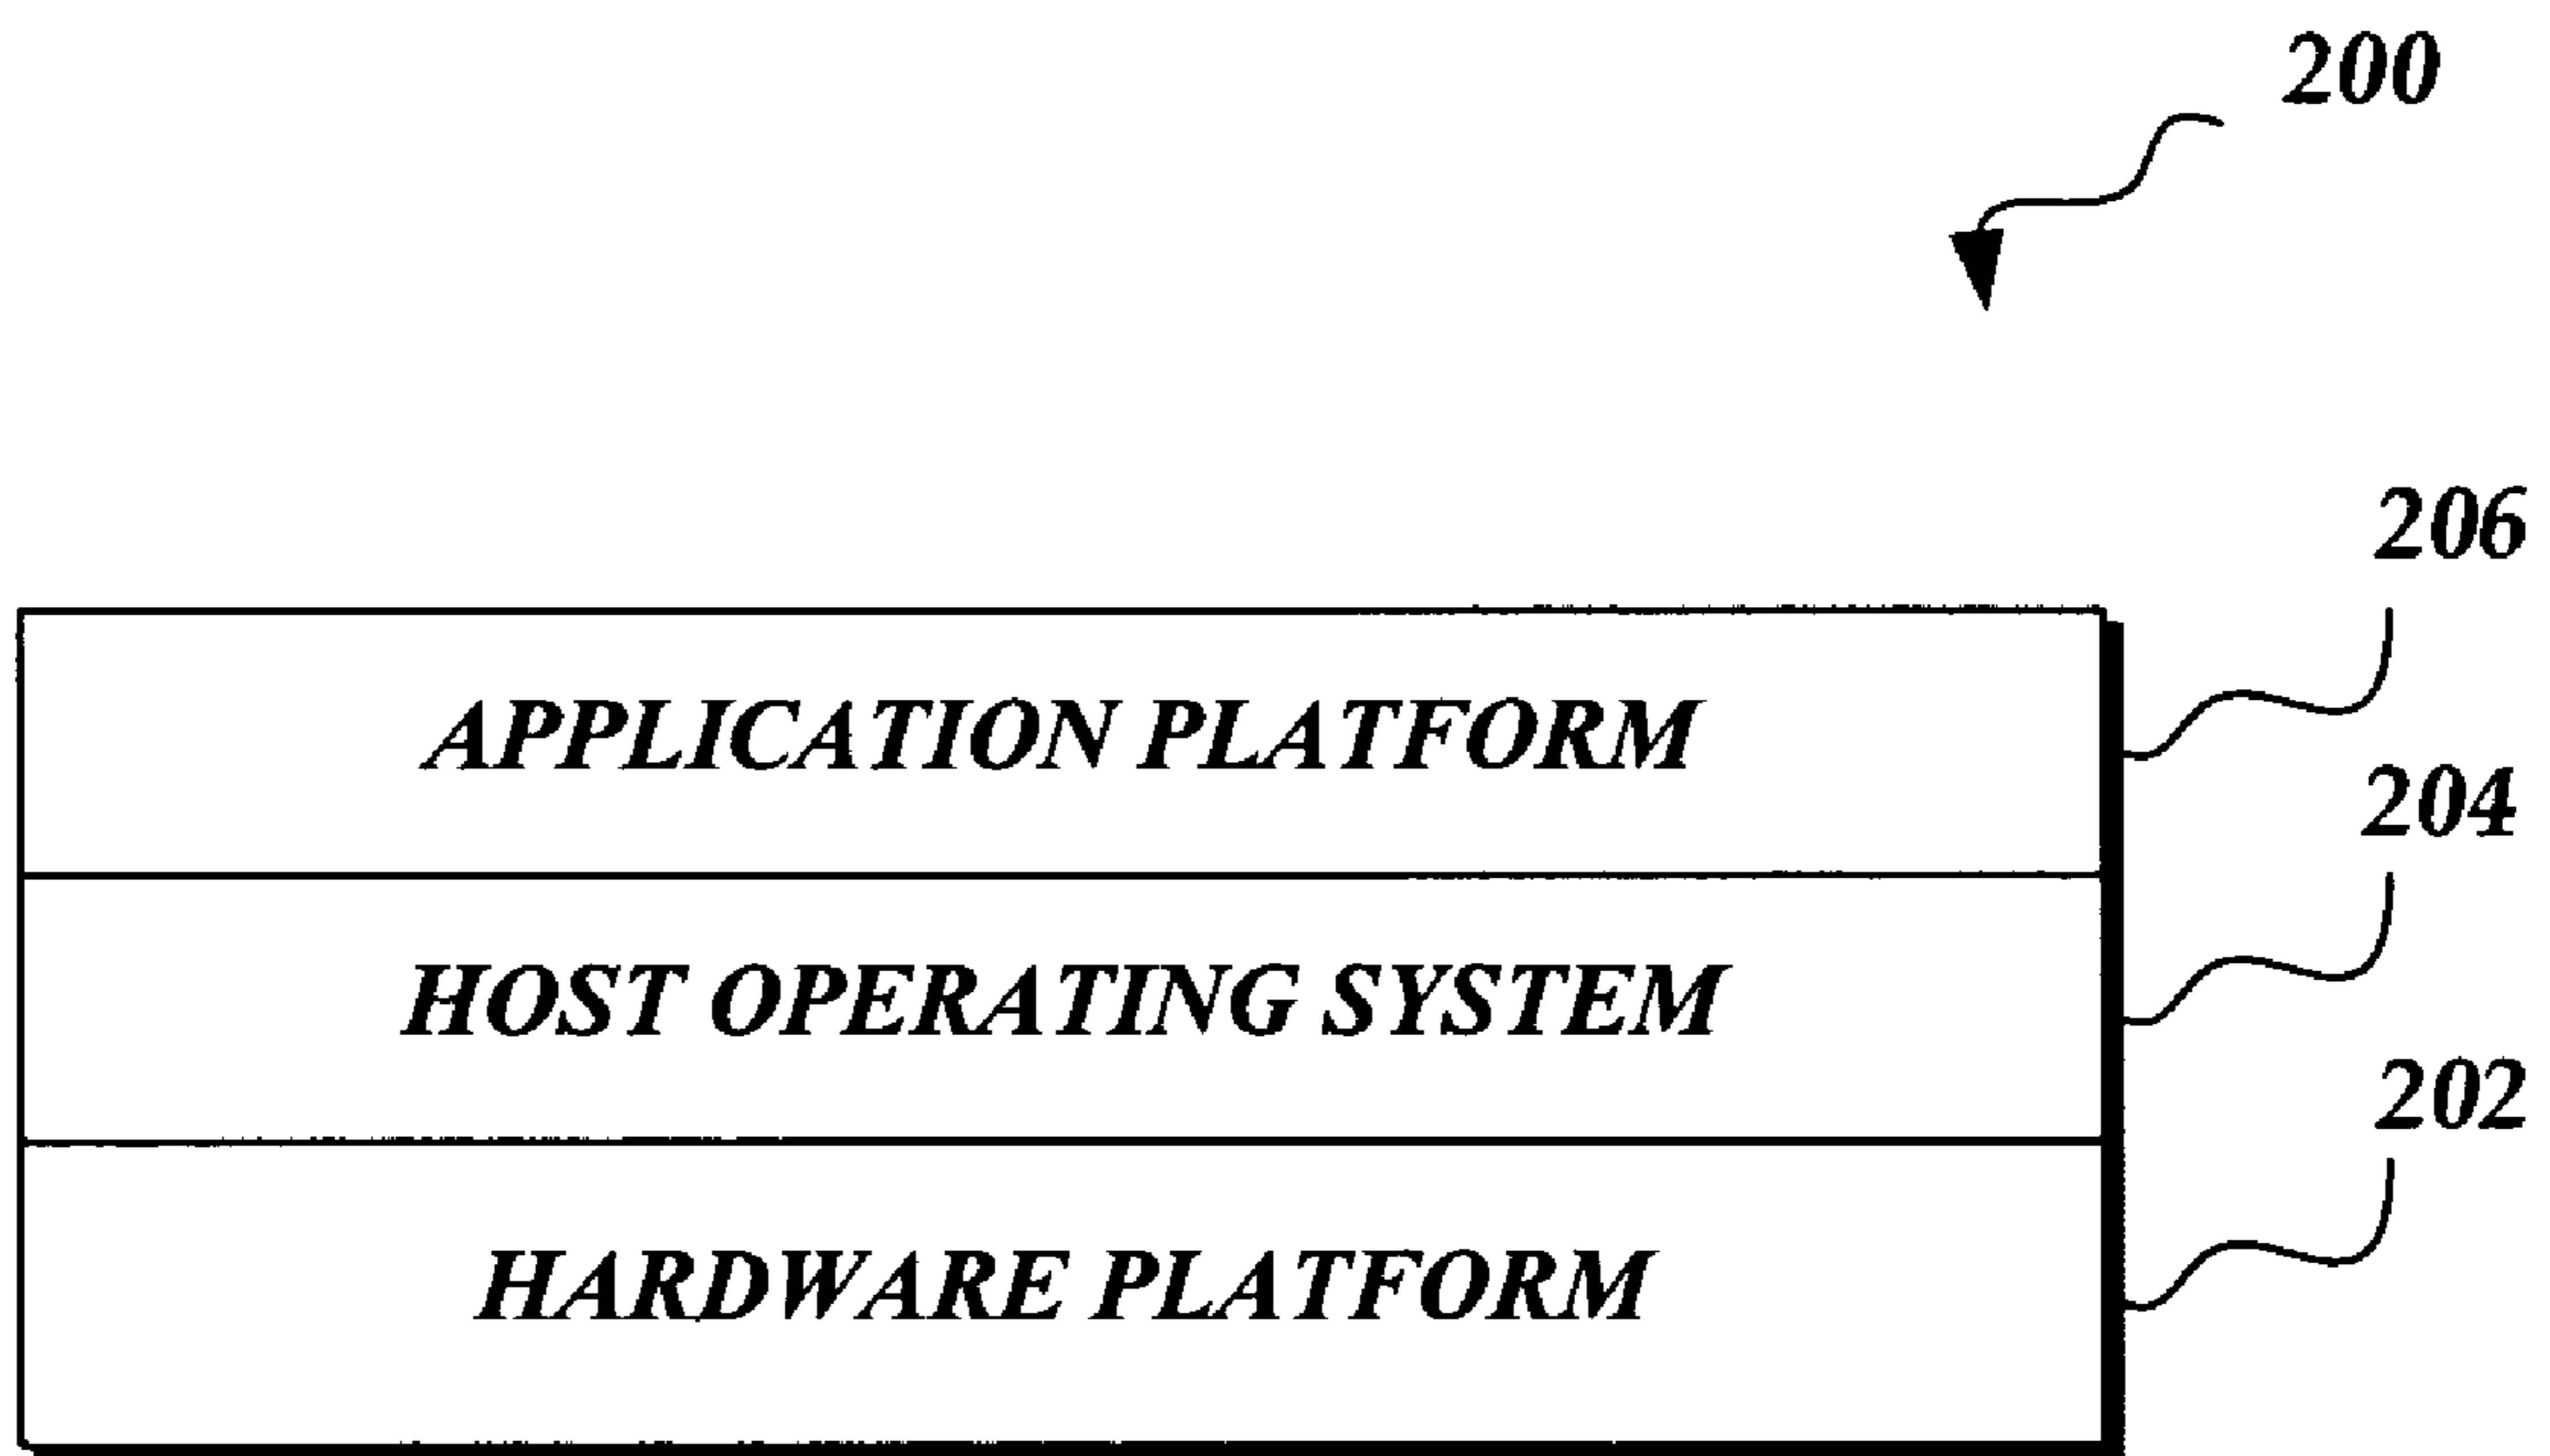 200
206
APPLICATION PLATFORM
204
HOST OPERATING SYSTEM
202
HARDWARE PLATFORM